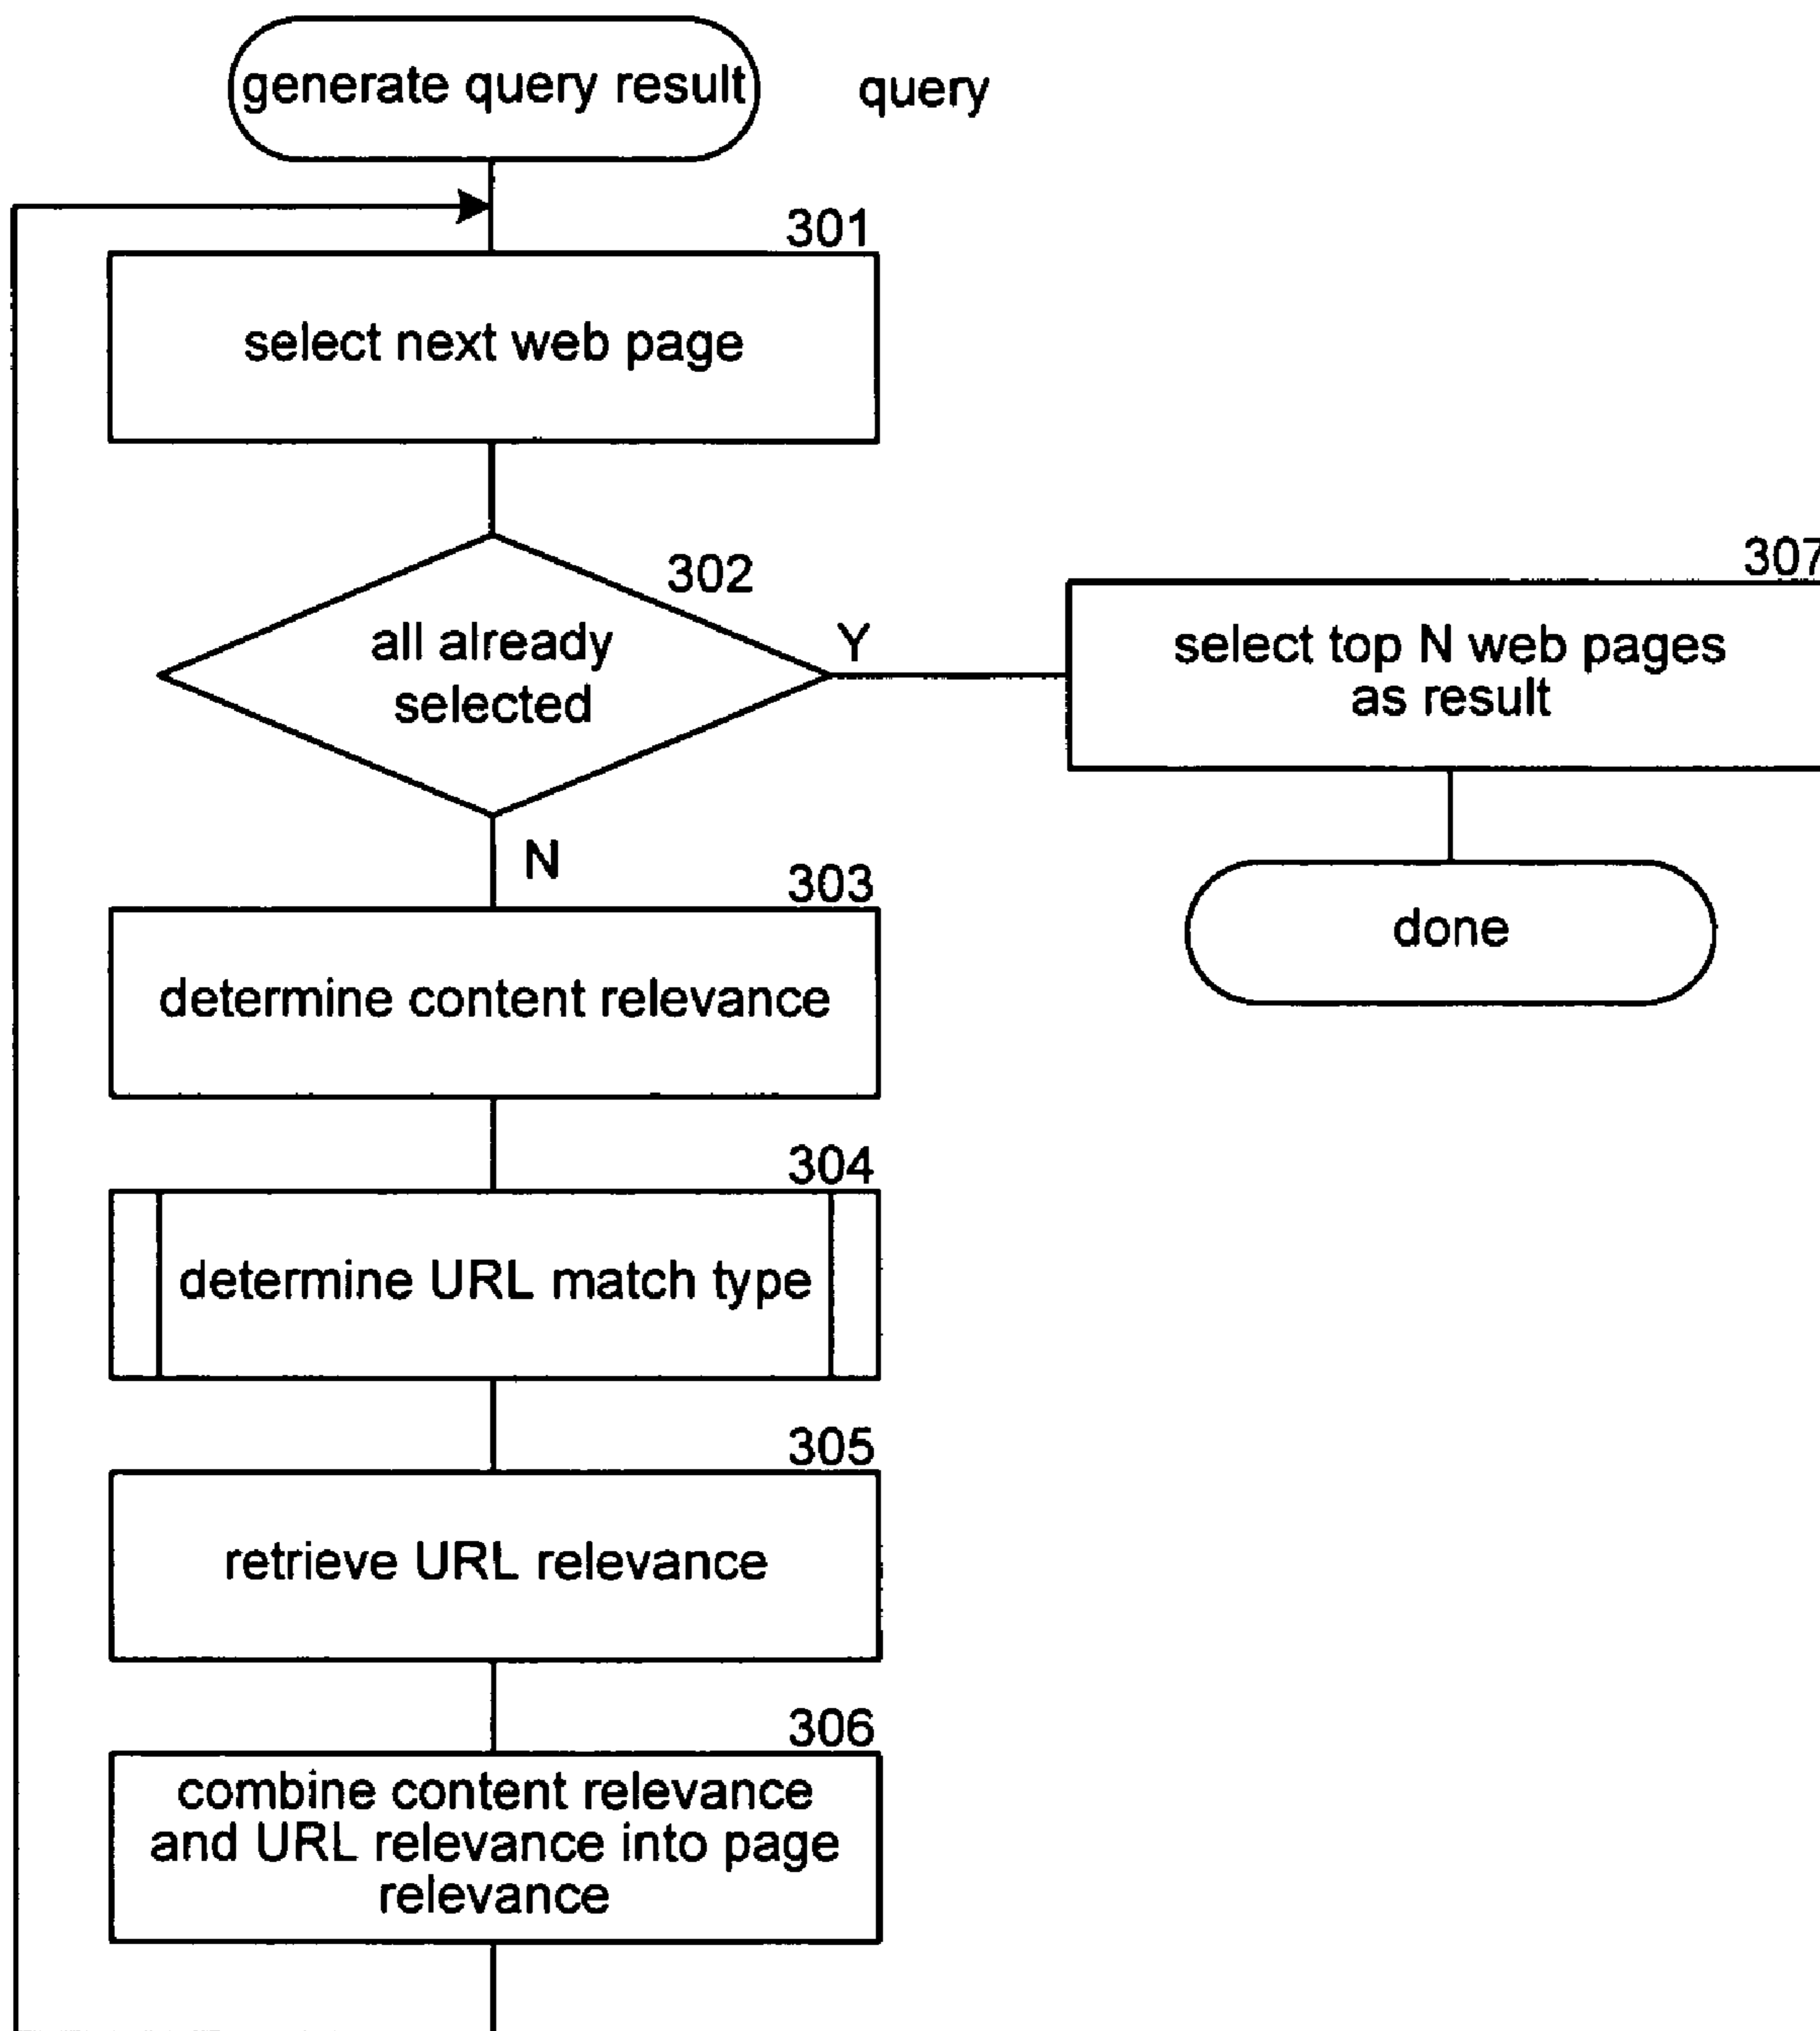 generate query result
query
301
select next web page
302
all already
selected
Y
N
307
select top N web pages
as result
done
303
determine content relevance
304
determine URL match type
305
retrieve URL relevance
306
combine content relevance
and URL relevance into page
relevance